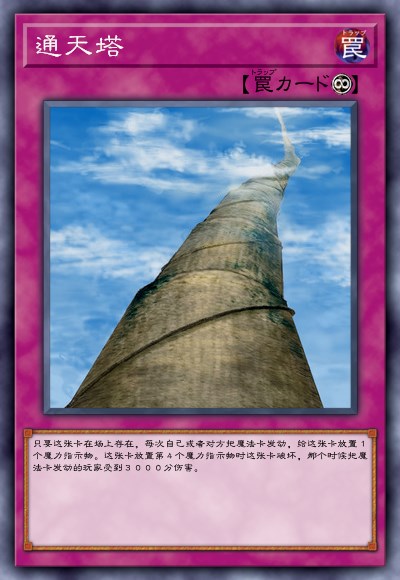 通天塔
トラップ
罠
トラップ
【罠カード】
只要这张卡在场上存在，每次自己或者对方把魔法卡发动，给这张卡放置１
个魔力指示物。这张卡放置第４个魔力指示物时这张卡破坏，那个时候把魔
法卡发动的玩家受到３０００分伤害。